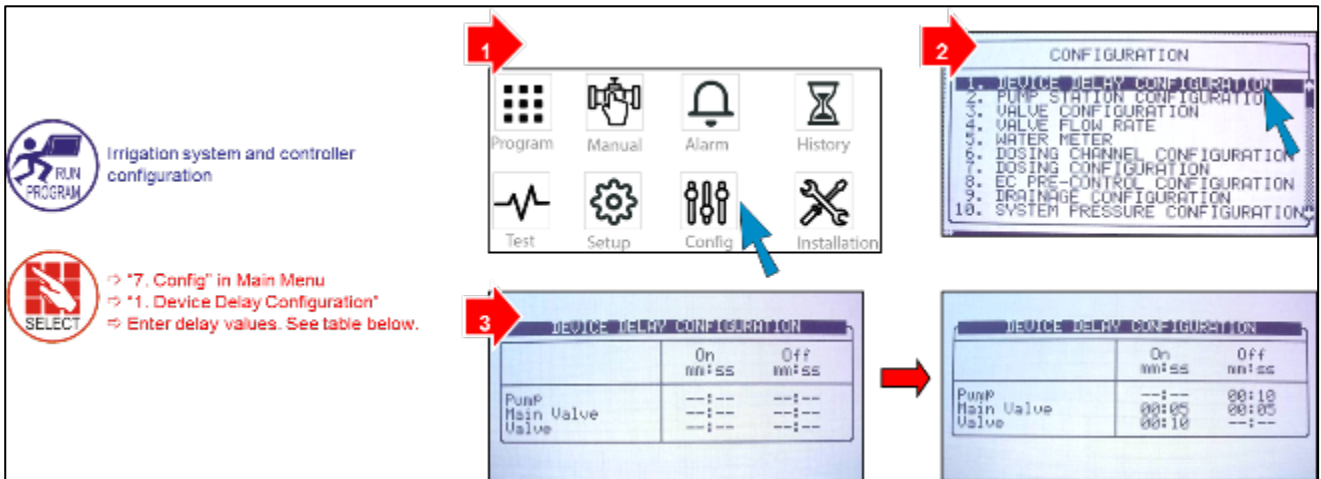 RUN
PROGRAM
Irrigation system and controller
configuration
SELECT
⇨ "7. Config" in Main Menu
⇨ "1. Device Delay Configuration"
⇨ Enter delay values. See table below.
1
Program Manual Alarm History
Test Setup Config Installation
2
CONFIGURATION
1. DEVICE DELAY CONFIGURATION
2. PUMP STATION CONFIGURATION
3. VALVE CONFIGURATION
4. VALVE FLOW RATE
5. WATER METER
6. DOSING CHANNEL CONFIGURATION
7. DOSING CONFIGURATION
8. EC PRE-CONTROL CONFIGURATION
9. DRAINAGE CONFIGURATION
10. SYSTEM PRESSURE CONFIGURATION
3
DEVICE DELAY CONFIGURATION
On Off
mm:ss mm:ss
Pump --:-- --:--
Main Valve --:-- --:--
Valve --:-- --:--
DEVICE DELAY CONFIGURATION
On Off
mm:ss mm:ss
Pump --:-- 00:10
Main Valve 00:05 00:05
Valve 00:10 --:--